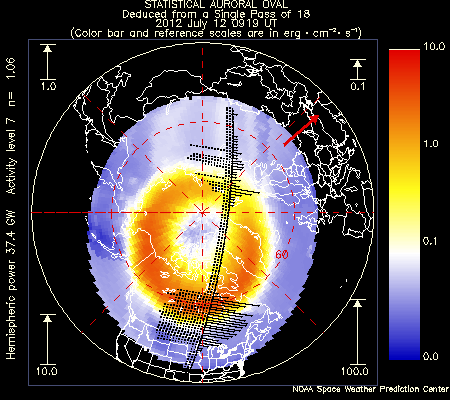 STATISTICAL AURORAL OVAL
Deduced from a Single Pass of 18
2012 July 12 0919 UT
(Color bar and reference scales are in erg · cm⁻² · s⁻¹)
Hemispheric power 37.4 GW Activity level 7 n= 1.06
1.0
0.1
10.0
100.0
60
10.0
1.0
0.1
0.0
NOAA Space Weather Prediction Center